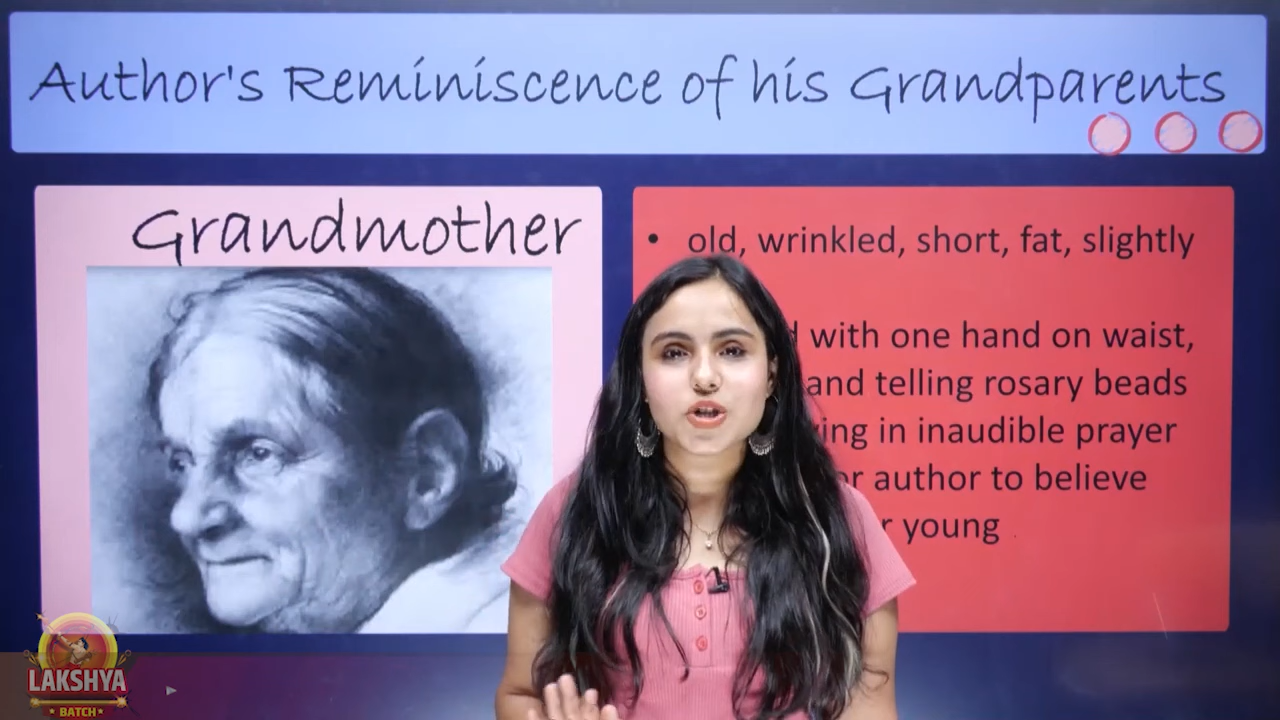 Author's Reminiscence of his Grandparents
Grandmother
• old, wrinkled, short, fat, slightly
with one hand on waist,
and telling rosary beads
in inaudible prayer
author to believe
young
LAKSHYA
BATCH